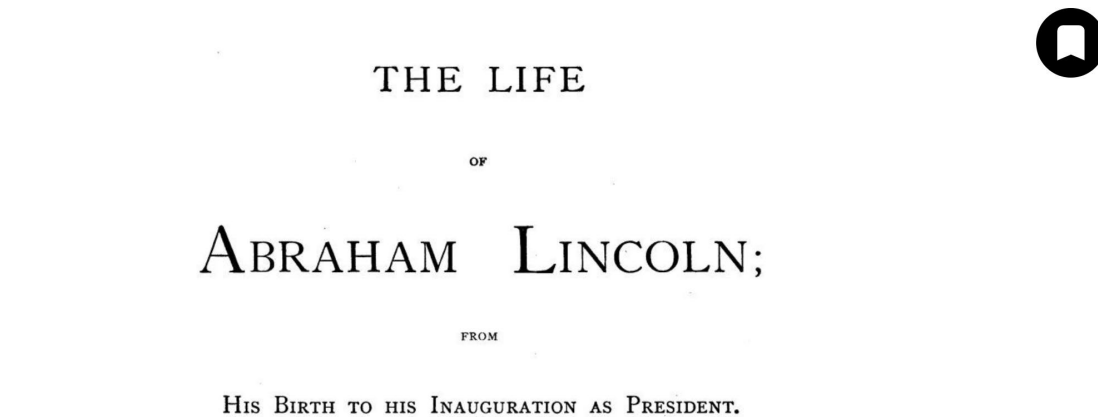 THE LIFE
OF
ABRAHAM LINCOLN;
FROM
HIS BIRTH TO HIS INAUGURATION AS PRESIDENT.